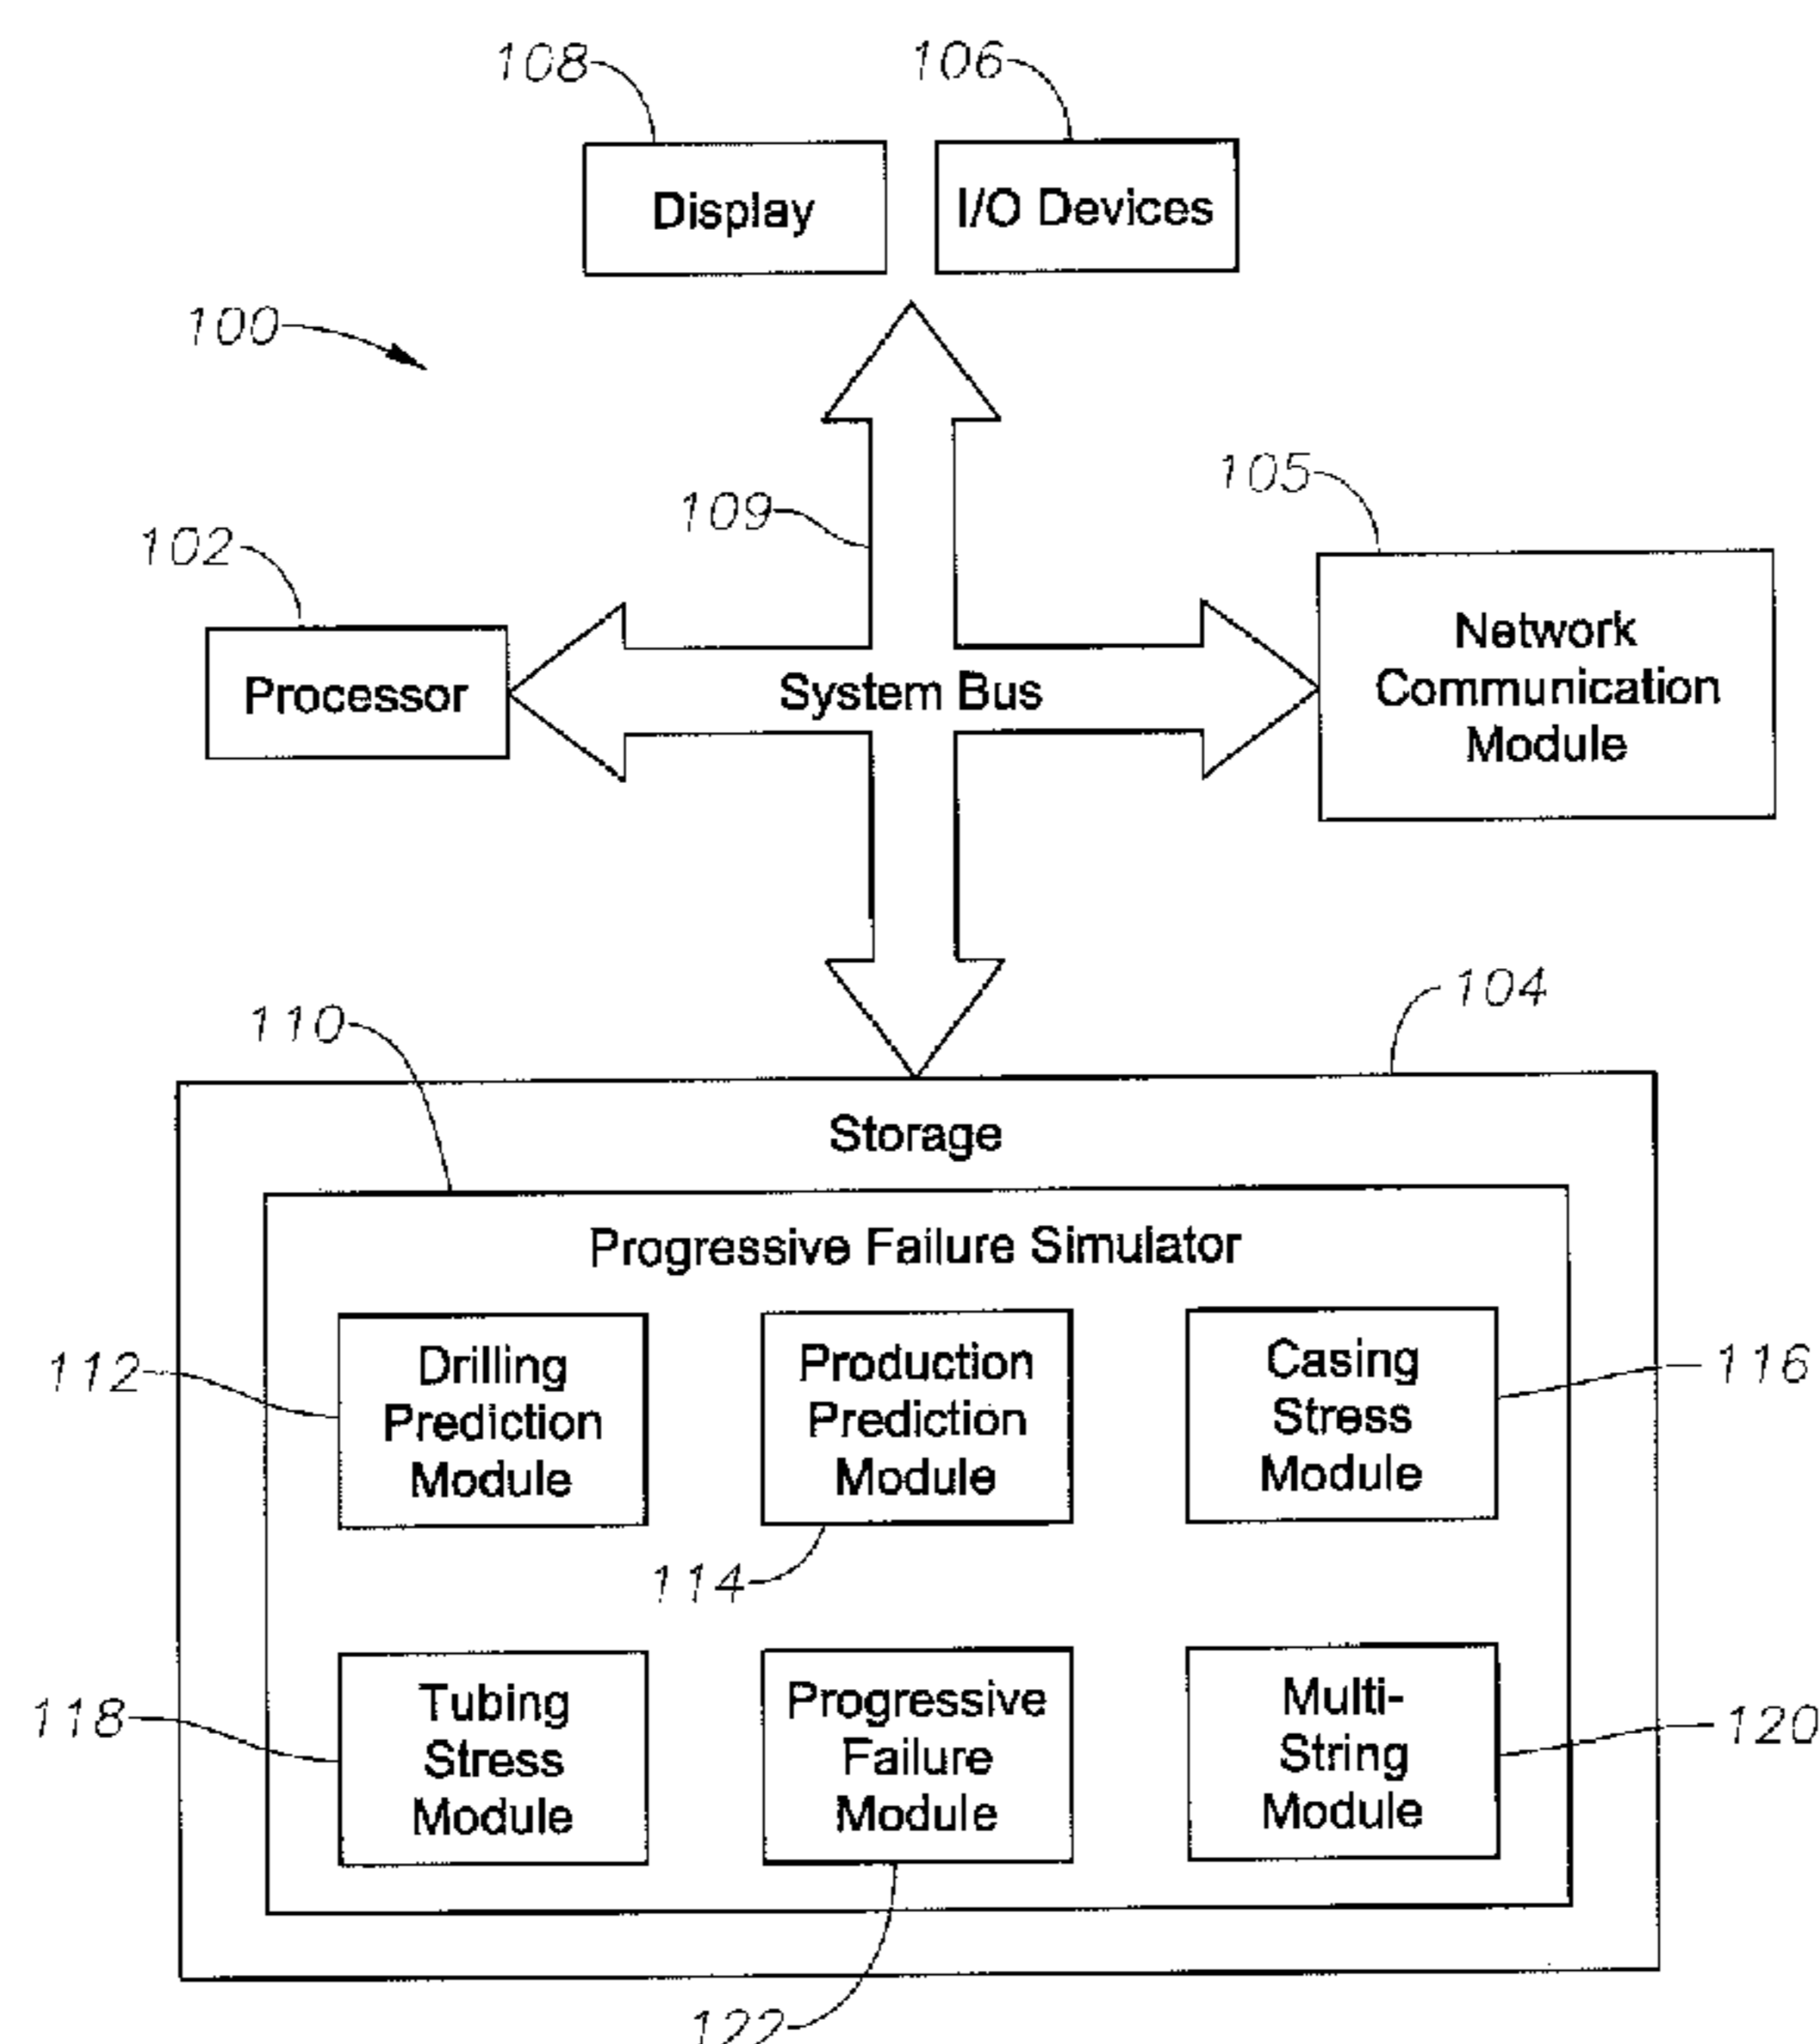 108
106
Display
I/O Devices
100
109
105
102
Processor
System Bus
Network
Communication
Module
104
110
Storage
Progressive Failure Simulator
112
Drilling
Prediction
Module
Production
Prediction
Module
114
Casing
Stress
Module
116
118
Tubing
Stress
Module
Progressive
Failure
Module
Multi-
String
Module
120
122